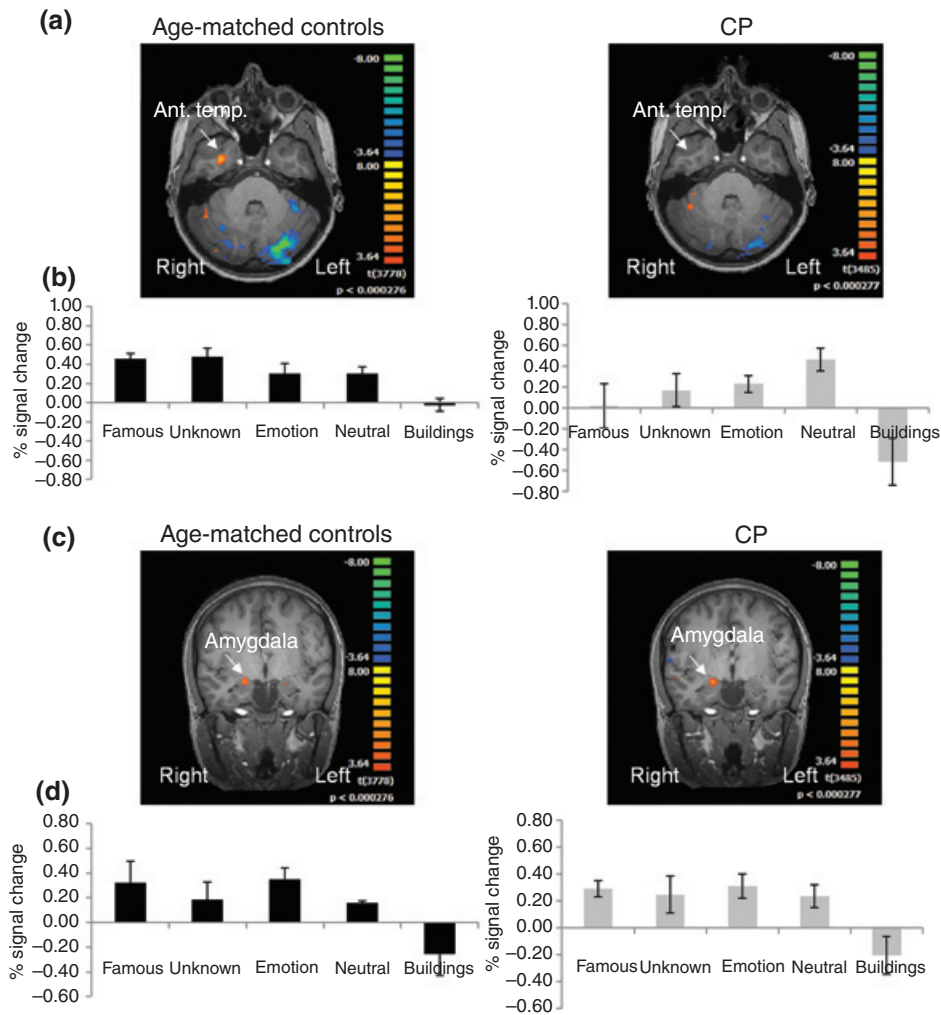 (a)
Age-matched controls
CP
Ant. temp.
-8.00
-3.64
8.00
3.64
t(3778)
p < 0.000276
Right
Left
Ant. temp.
-8.00
-3.64
8.00
3.64
t(3485)
p < 0.000277
Right
Left
(b)
% signal change
1.00
0.80
0.60
0.40
0.20
0.00
–0.20
–0.40
–0.60
–0.80
Famous Unknown Emotion Neutral Buildings
% signal change
1.00
0.80
0.60
0.40
0.20
0.00
–0.20
–0.40
–0.60
–0.80
Famous Unknown Emotion Neutral Buildings
(c)
Age-matched controls
CP
Amygdala
-8.00
-3.64
8.00
3.64
t(3778)
p < 0.000276
Right
Left
Amygdala
-8.00
-3.64
8.00
3.64
t(3485)
p < 0.000277
Right
Left
(d)
% signal change
0.80
0.60
0.40
0.20
0.00
–0.20
–0.40
–0.60
Famous Unknown Emotion Neutral Buildings
% signal change
0.80
0.60
0.40
0.20
0.00
–0.20
–0.40
–0.60
Famous Unknown Emotion Neutral Buildings